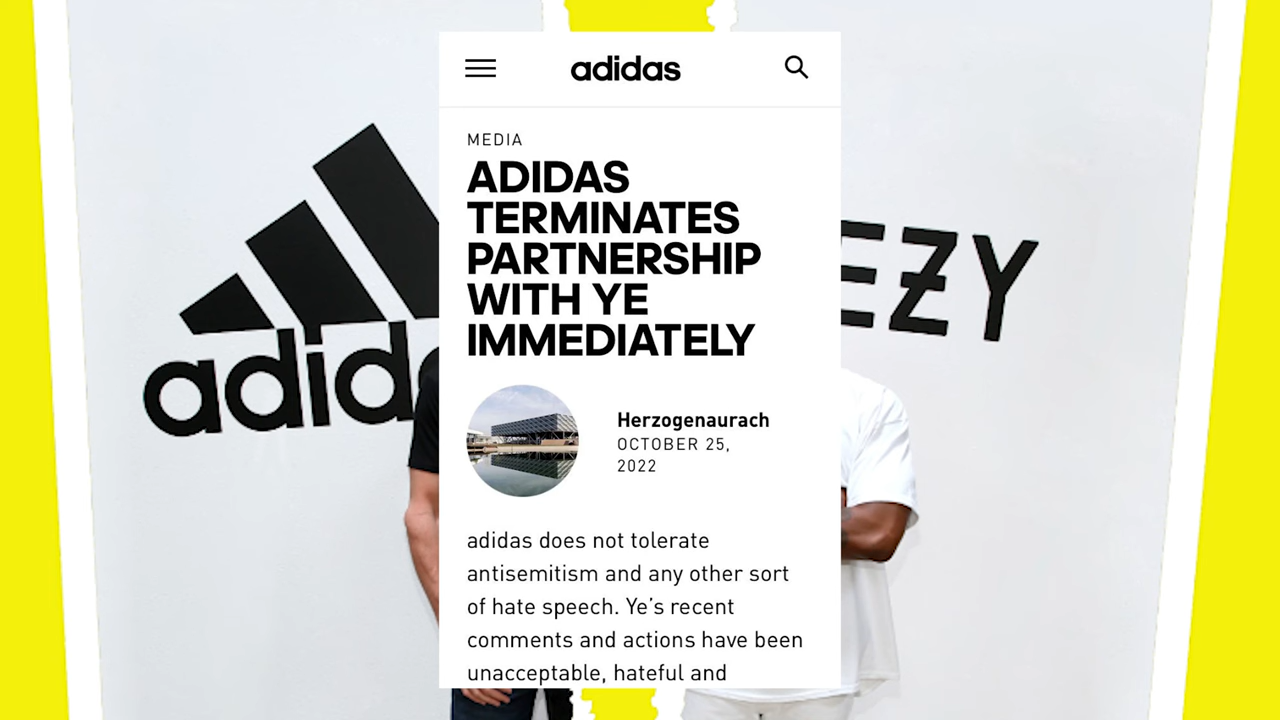 adidas
MEDIA
ADIDAS
TERMINATES
PARTNERSHIP
WITH YE
IMMEDIATELY
Herzogenaurach
OCTOBER 25,
2022
adidas does not tolerate
antisemitism and any other sort
of hate speech. Ye’s recent
comments and actions have been
unacceptable, hateful and
adid
EZY